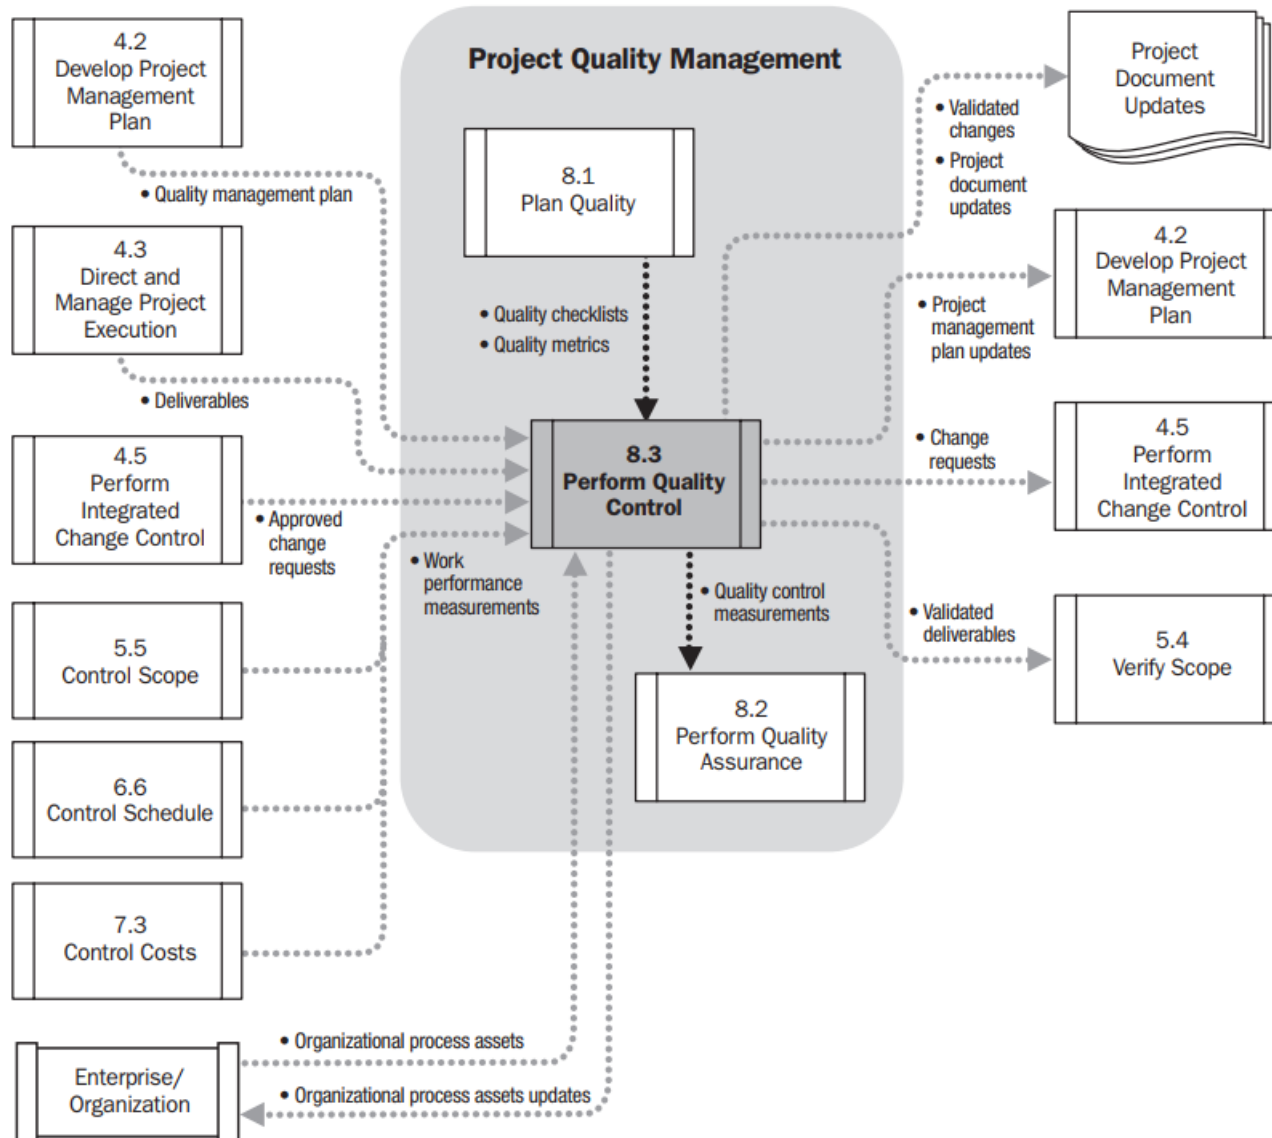 4.2
Develop Project
Management
Plan
• Quality management plan
4.3
Direct and
Manage Project
Execution
• Deliverables
4.5
Perform
Integrated
Change Control
• Approved
change
requests
5.5
Control Scope
6.6
Control Schedule
7.3
Control Costs
Enterprise/
Organization
• Organizational process assets
• Organizational process assets updates
Project Quality Management
8.1
Plan Quality
• Quality checklists
• Quality metrics
8.3
Perform Quality
Control
• Work
performance
measurements
• Quality control
measurements
8.2
Perform Quality
Assurance
• Validated
changes
• Project
document
updates
Project
Document
Updates
• Project
management
plan updates
4.2
Develop Project
Management
Plan
• Change
requests
4.5
Perform
Integrated
Change Control
• Validated
deliverables
5.4
Verify Scope